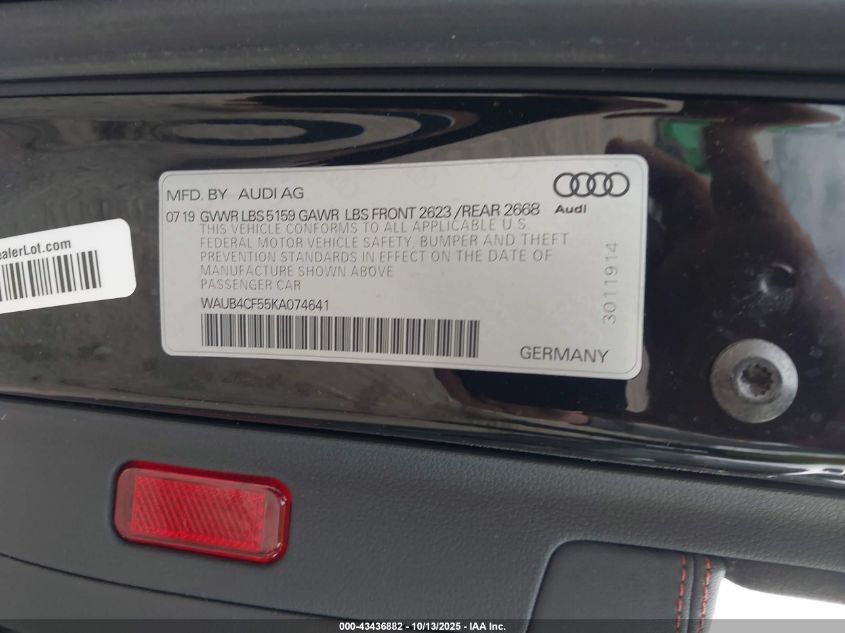 MFD. BY AUDI AG
07 19 GVWR LBS 5159 GAWR LBS FRONT 2623 /REAR 2668
THIS VEHICLE CONFORMS TO ALL APPLICABLE U S
FEDERAL MOTOR VEHICLE SAFETY, BUMPER AND THEFT
PREVENTION STANDARDS IN EFFECT ON THE DATE OF
MANUFACTURE SHOWN ABOVE
PASSENGER CAR
WAUB4CF55KA074641
GERMANY
Audi
3011914
ealerLot.com
000-43436882 - 10/13/2025 - IAA Inc.